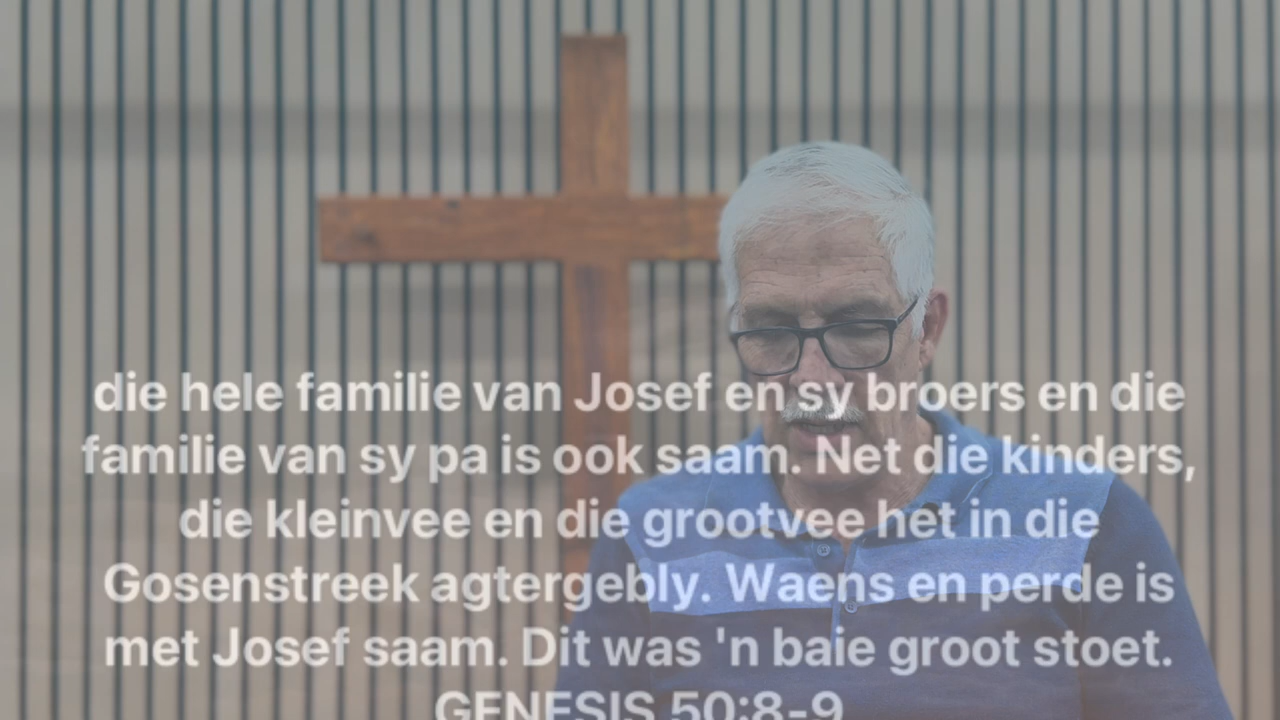 die hele familie van Josef en sy broers en die
familie van sy pa is ook saam. Net die kinders,
die kleinvee en die grootvee het in die
Gosenstreek agtergebly. Waens en perde is
met Josef saam. Dit was 'n baie groot stoet.
GENESIS 50:8-9